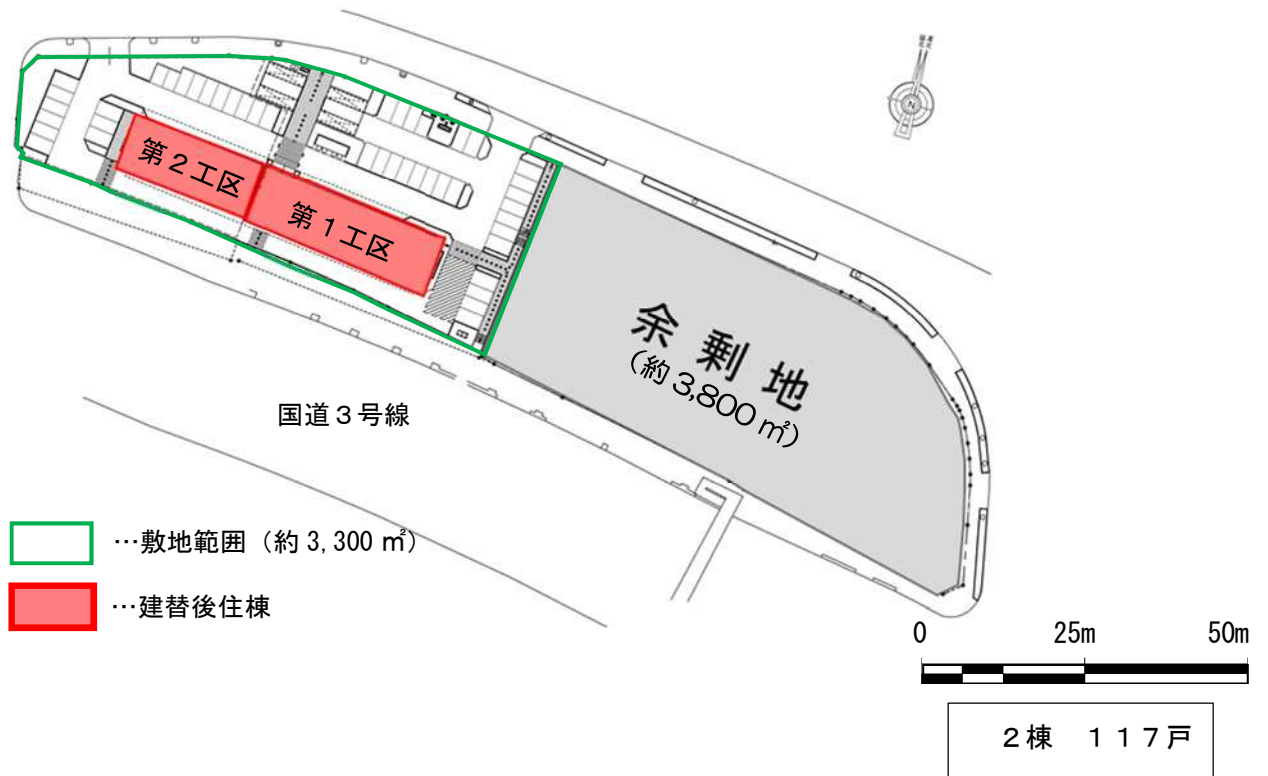 第２工区
第１工区
N
余剰地
（約3,800㎡）
国道３号線
…敷地範囲（約3,300㎡）
…建替後住棟
0 25m 50m
２棟　１１７戸